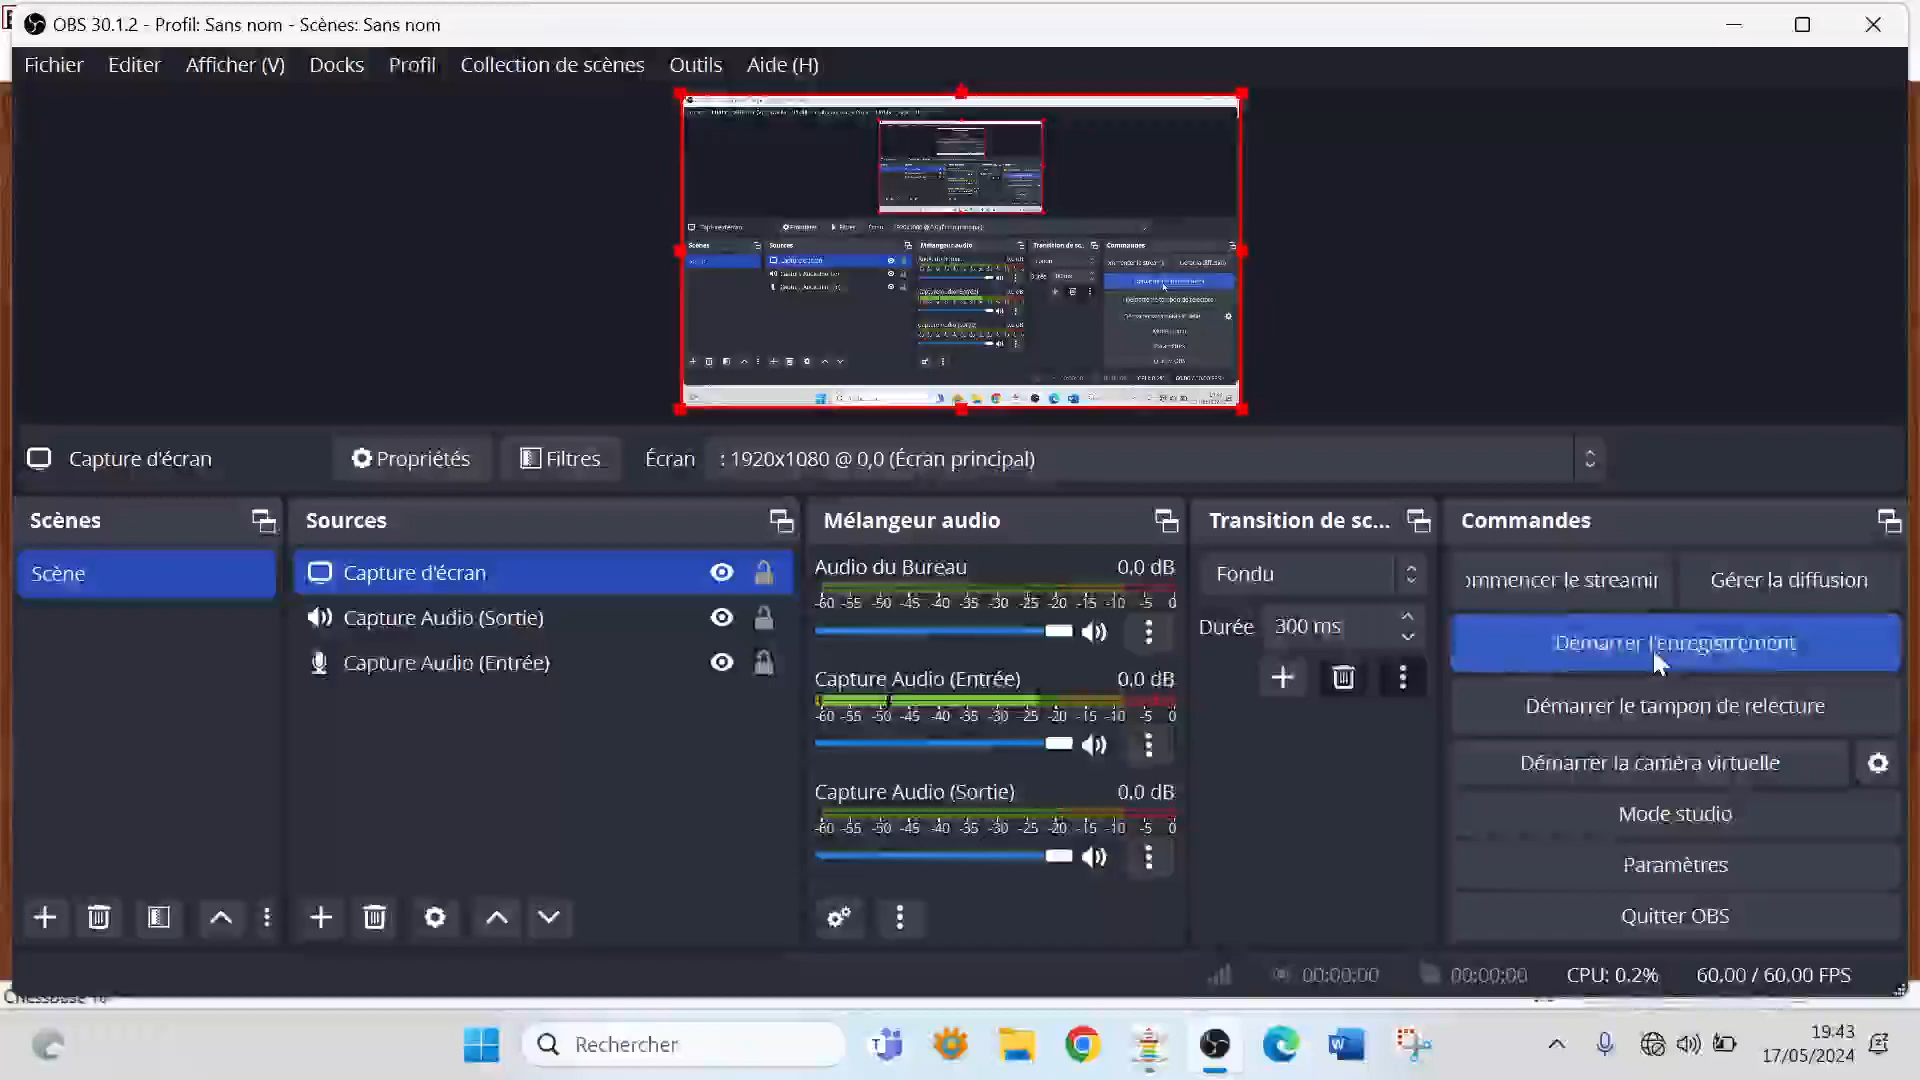 OBS 30.1.2 - Profil: Sans nom - Scènes: Sans nom
Fichier Editer Afficher (V) Docks Profil Collection de scènes Outils Aide (H)
Capture d'écran Propriétés Filtres Écran : 1920x1080 @ 0,0 (Écran principal)
Scènes
Scène
Sources
Capture d'écran
Capture Audio (Sortie)
Capture Audio (Entrée)
Mélangeur audio
Audio du Bureau 0.0 dB
-60 -55 -50 -45 -40 -35 -30 -25 -20 -15 -10 -5 0
Capture Audio (Entrée) 0.0 dB
-60 -55 -50 -45 -40 -35 -30 -25 -20 -15 -10 -5 0
Capture Audio (Sortie) 0.0 dB
-60 -55 -50 -45 -40 -35 -30 -25 -20 -15 -10 -5 0
Transition de sc...
Fondu
Durée 300 ms
Commandes
ommencer le streamir Gérer la diffusion
Démarrer l'enregistrement
Démarrer le tampon de relecture
Démarrer la caméra virtuelle
Mode studio
Paramètres
Quitter OBS
00:00:00 00:00:00 CPU: 0.2% 60.00 / 60.00 FPS
Rechercher
19:43
17/05/2024